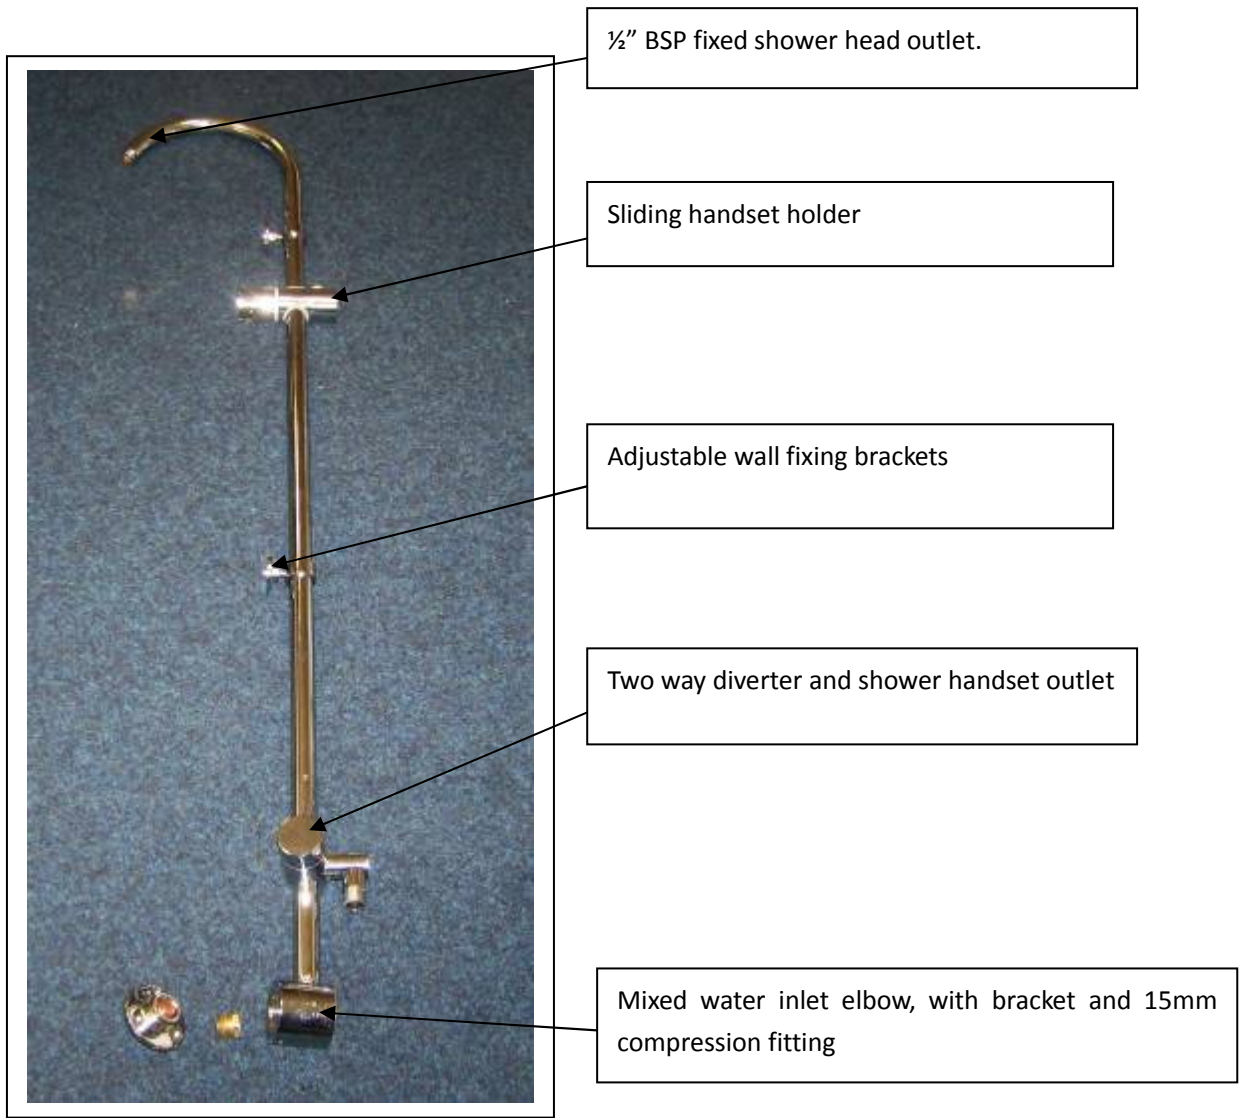 ½” BSP fixed shower head outlet.
Sliding handset holder
Adjustable wall fixing brackets
Two way diverter and shower handset outlet
Mixed water inlet elbow, with bracket and 15mm
compression fitting